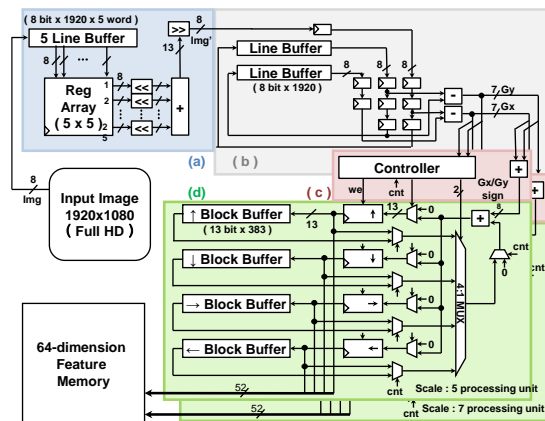 ( 8 bit x 1920 x 5 word )
5 Line Buffer
8 8 ... 8
Reg
Array
( 5 x 5 )
1
2
2
5
8
<<
<<
<<
+
>>
13
8
Img'
(a)
( b )
Line Buffer
Line Buffer
( 8 bit x 1920 )
8
8
-
-
7 Gy
7 Gx
8
Img
Input Image
1920x1080
( Full HD )
Controller
we
cnt
2
Gx/Gy
sign
+
+
( c )
(d)
↑ Block Buffer
( 13 bit x 383 )
13
↑
13
0
+
8
cnt
0
cnt
↓ Block Buffer
↓
0
→ Block Buffer
→
0
← Block Buffer
←
0
4:1 MUX
cnt
52
Scale : 5 processing unit
cnt
52
Scale : 7 processing unit
64-dimension
Feature
Memory